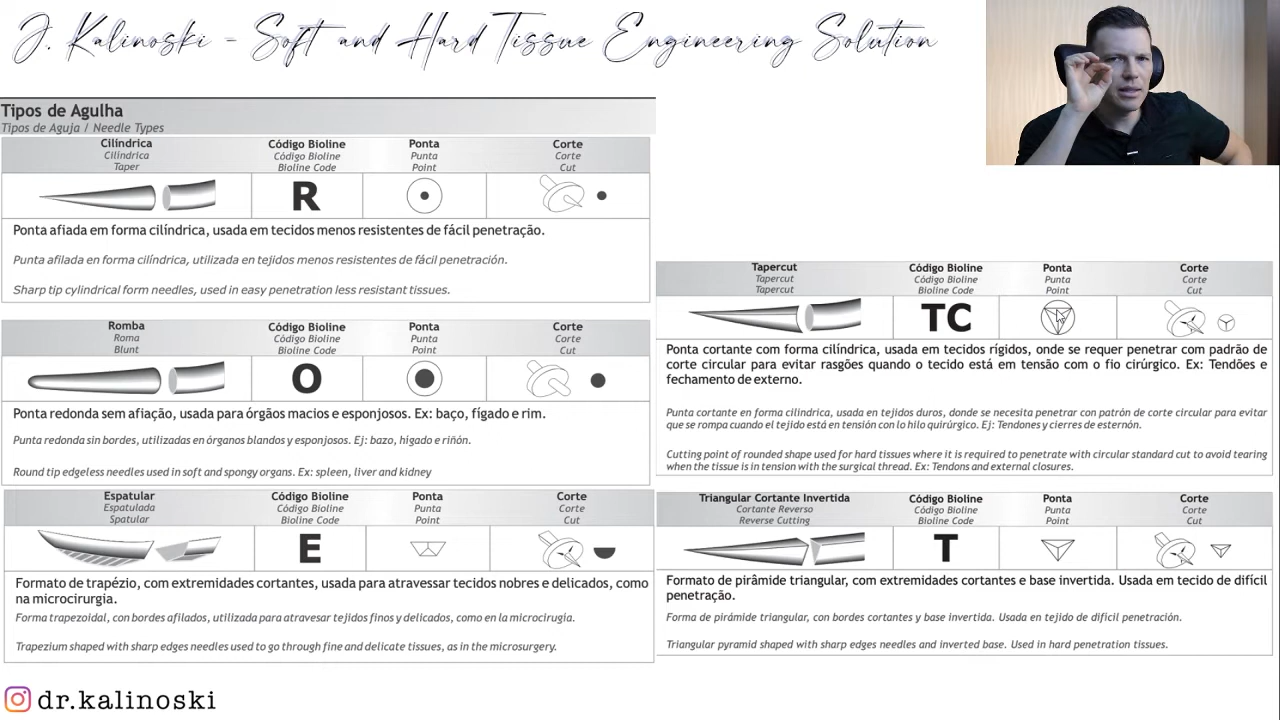 J. Kalinoski - Soft and Hard Tissue Engineering Solution
Tipos de Agulha
Tipos de Aguja / Needle Types
Cilíndrica Código Bioline Ponta Corte
Cilíndrica Código Bioline Punta Corte
Taper Bioline Code Point Cut
R
Ponta afiada em forma cilíndrica, usada em tecidos menos resistentes de fácil penetração.
Punta afilada en forma cilíndrica, utilizada en tejidos menos resistentes de fácil penetración.
Sharp tip cylindrical form needles, used in easy penetration less resistant tissues.
Romba Código Bioline Ponta Corte
Roma Código Bioline Punta Corte
Blunt Bioline Code Point Cut
O
Ponta redonda sem afiação, usada para órgãos macios e esponjosos. Ex: baço, fígado e rim.
Punta redonda sin bordes, utilizadas en órganos blandos y esponjosos. Ej: bazo, hígado e riñón.
Round tip edgeless needles used in soft and spongy organs. Ex: spleen, liver and kidney
Espatular Código Bioline Ponta Corte
Espatulada Código Bioline Punta Corte
Spatular Bioline Code Point Cut
E
Formato de trapézio, com extremidades cortantes, usada para atravessar tecidos nobres e delicados, como
na microcirurgia.
Forma trapezoidal, con bordes afilados, utilizada para atravesar tejidos finos y delicados, como en la microcirugía.
Trapezium shaped with sharp edges needles used to go through fine and delicate tissues, as in the microsurgery.
Tapercut Código Bioline Ponta Corte
Tapercut Código Bioline Punta Corte
Tapercut Bioline Code Point Cut
TC
Ponta cortante com forma cilíndrica, usada em tecidos rígidos, onde se requer penetrar com padrão de
corte circular para evitar rasgões quando o tecido está em tensão com o fio cirúrgico. Ex: Tendões e
fechamento de externo.
Punta cortante en forma cilindrica, usada en tejidos duros, donde se necesita penetrar con patrón de corte circular para evitar
que se rompa cuando el tejido está en tensión con lo hilo quirúrgico. Ej: Tendones y cierres de esternón.
Cutting point of rounded shape used for hard tissues where it is required to penetrate with circular standard cut to avoid tearing
when the tissue is in tension with the surgical thread. Ex: Tendons and external closures.
Triangular Cortante Invertida Código Bioline Ponta Corte
Cortante Reverso Código Bioline Punta Corte
Reverse Cutting Bioline Code Point Cut
T
Formato de pirâmide triangular, com extremidades cortantes e base invertida. Usada em tecido de difícil
penetração.
Forma de pirámide triangular, con bordes cortantes y base invertida. Usada en tejido de dificil penetración.
Triangular pyramid shaped with sharp edges needles and inverted base. Used in hard penetration tissues.
dr.kalinoski